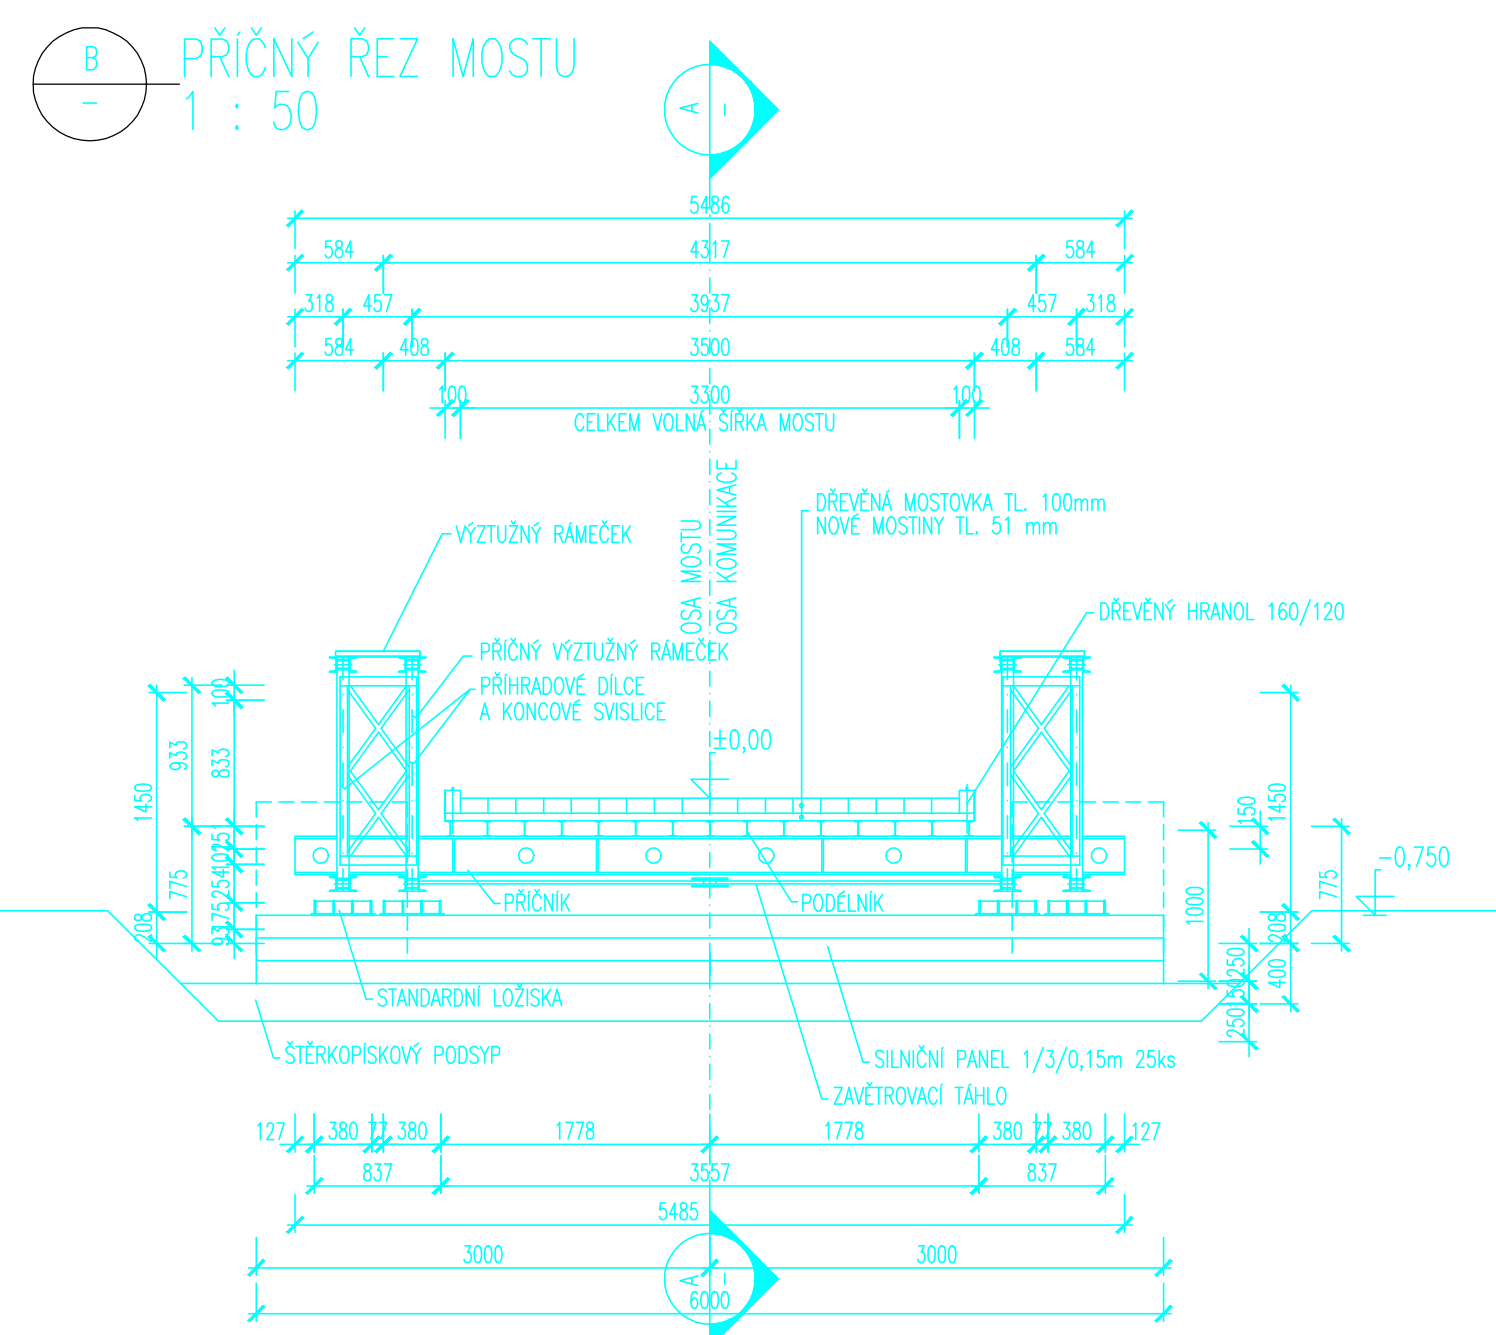 B
-
PŘÍČNÝ ŘEZ MOSTU
1 : 50
A
-
5486
584 4317 584
318 457 3937 457 318
584 408 3500 408 584
100 3300 100
CELKEM VOLNÁ ŠÍŘKA MOSTU
OSA MOSTU
OSA KOMUNIKACE
DŘEVĚNÁ MOSTOVKA TL. 100mm
NOVÉ MOSTINY TL. 51 mm
VÝZTUŽNÝ RÁMEČEK
DŘEVĚNÝ HRANOL 160/120
PŘÍČNÝ VÝZTUŽNÝ RÁMEČEK
PŘÍHRADOVÉ DÍLCE
A KONCOVÉ SVISLICE
±0,00
-0,750
1450
208
933
775
100
833
254
175
93
150
1450
775
1000
208
400
250
150
250
PŘÍČNÍK
PODÉLNÍK
STANDARDNÍ LOŽISKA
ŠTĚRKOPÍSKOVÝ PODSYP
SILNIČNÍ PANEL 1/3/0,15m 25ks
ZAVĚTROVACÍ TÁHLO
127 380 77 380 1778 1778 380 77 380 127
837 3557 837
5485
3000 3000
A
-
6000